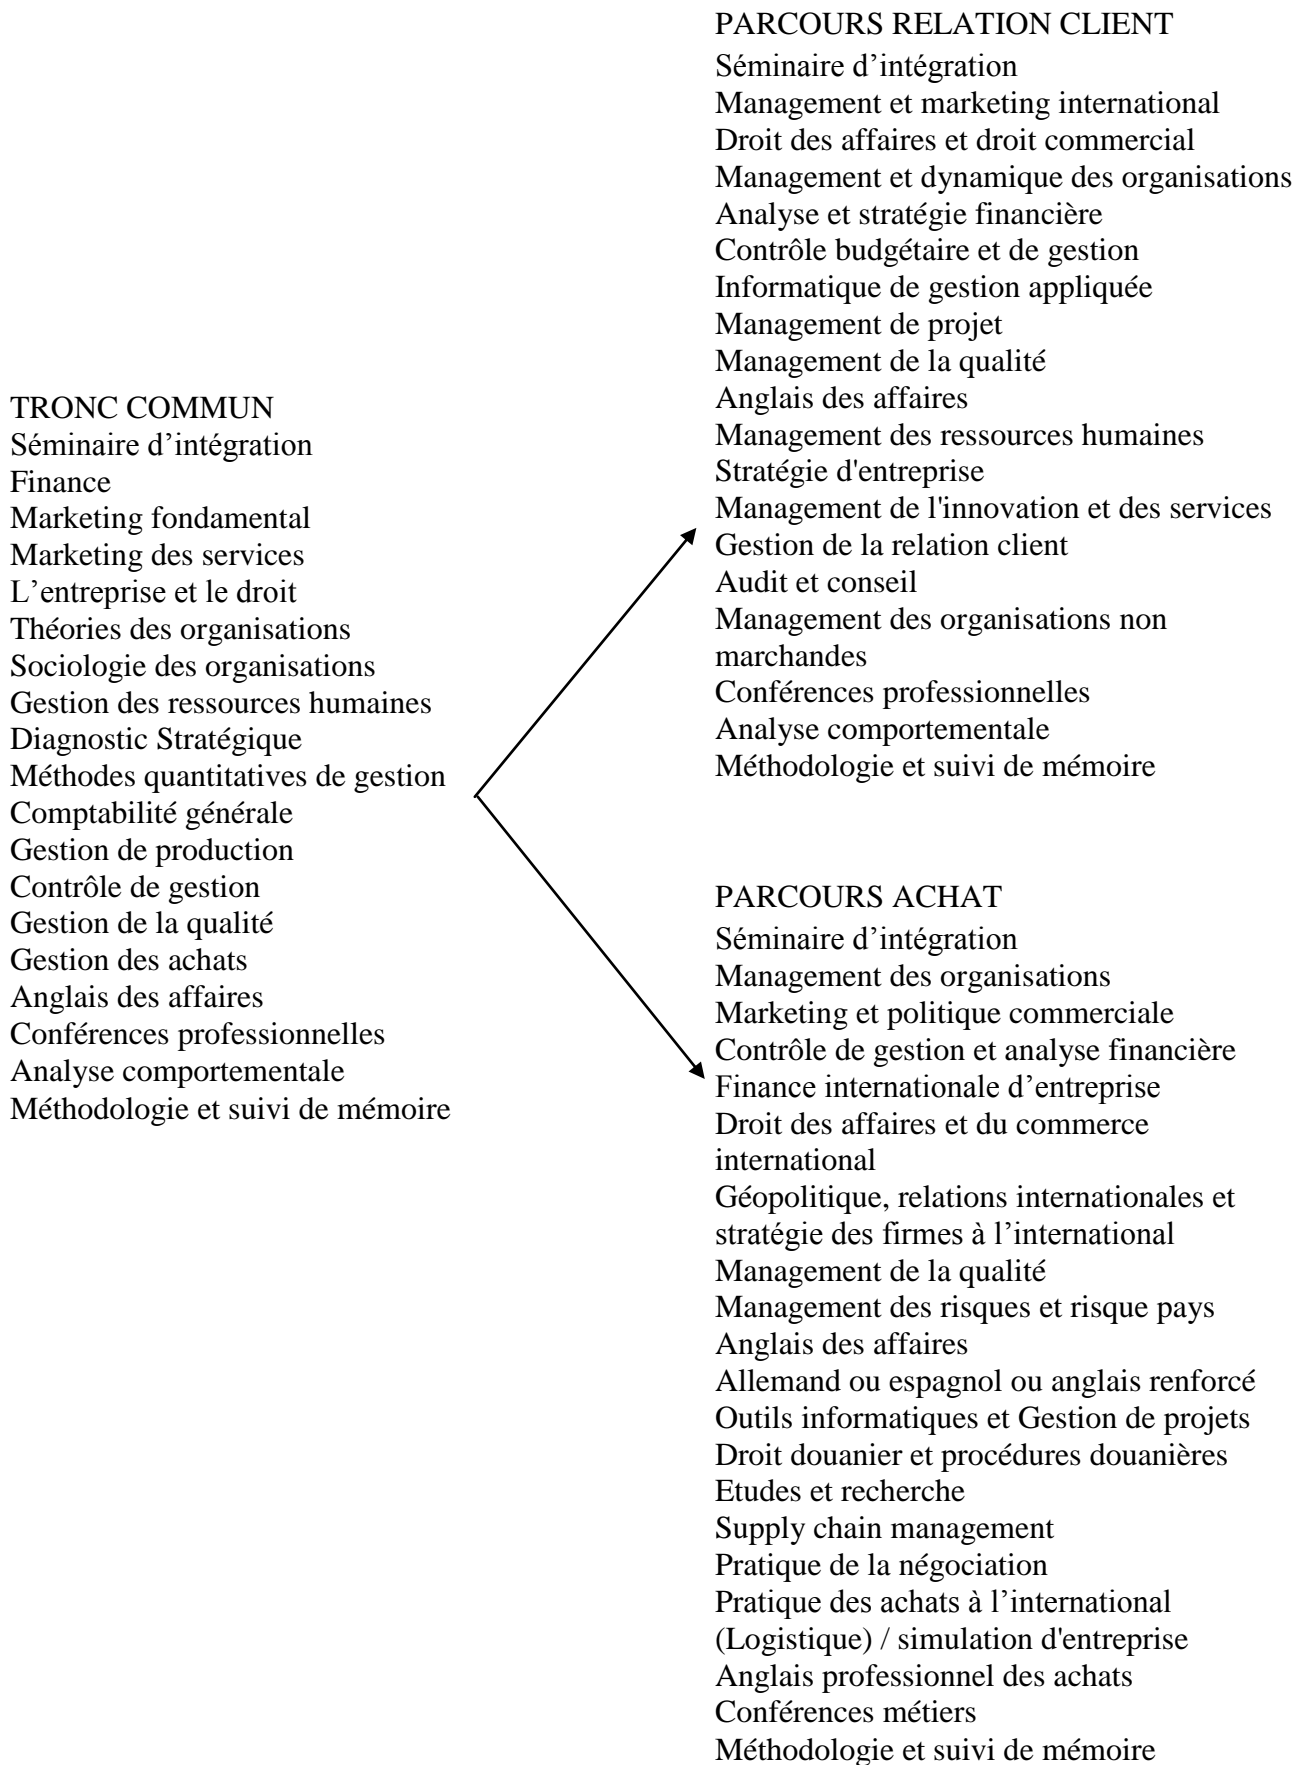 TRONC COMMUN
Séminaire d’intégration
Finance
Marketing fondamental
Marketing des services
L’entreprise et le droit
Théories des organisations
Sociologie des organisations
Gestion des ressources humaines
Diagnostic Stratégique
Méthodes quantitatives de gestion
Comptabilité générale
Gestion de production
Contrôle de gestion
Gestion de la qualité
Gestion des achats
Anglais des affaires
Conférences professionnelles
Analyse comportementale
Méthodologie et suivi de mémoire
PARCOURS RELATION CLIENT
Séminaire d’intégration
Management et marketing international
Droit des affaires et droit commercial
Management et dynamique des organisations
Analyse et stratégie financière
Contrôle budgétaire et de gestion
Informatique de gestion appliquée
Management de projet
Management de la qualité
Anglais des affaires
Management des ressources humaines
Stratégie d'entreprise
Management de l'innovation et des services
Gestion de la relation client
Audit et conseil
Management des organisations non
marchandes
Conférences professionnelles
Analyse comportementale
Méthodologie et suivi de mémoire
PARCOURS ACHAT
Séminaire d’intégration
Management des organisations
Marketing et politique commerciale
Contrôle de gestion et analyse financière
Finance internationale d’entreprise
Droit des affaires et du commerce
international
Géopolitique, relations internationales et
stratégie des firmes à l’international
Management de la qualité
Management des risques et risque pays
Anglais des affaires
Allemand ou espagnol ou anglais renforcé
Outils informatiques et Gestion de projets
Droit douanier et procédures douanières
Etudes et recherche
Supply chain management
Pratique de la négociation
Pratique des achats à l’international
(Logistique) / simulation d'entreprise
Anglais professionnel des achats
Conférences métiers
Méthodologie et suivi de mémoire